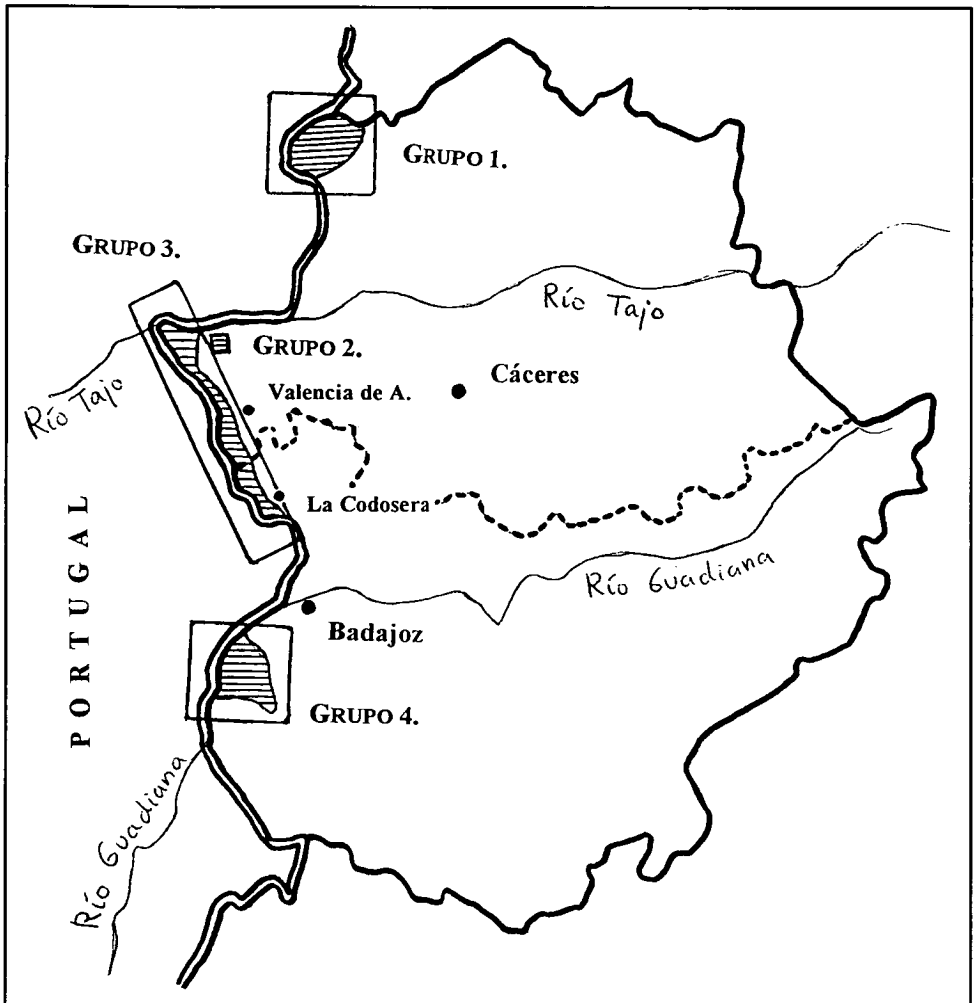 GRUPO 1.
GRUPO 3.
Río Tajo
GRUPO 2.
Cáceres
Río Tajo
Valencia de A.
La Codosera
PORTUGAL
Río Guadiana
Badajoz
GRUPO 4.
Río Guadiana